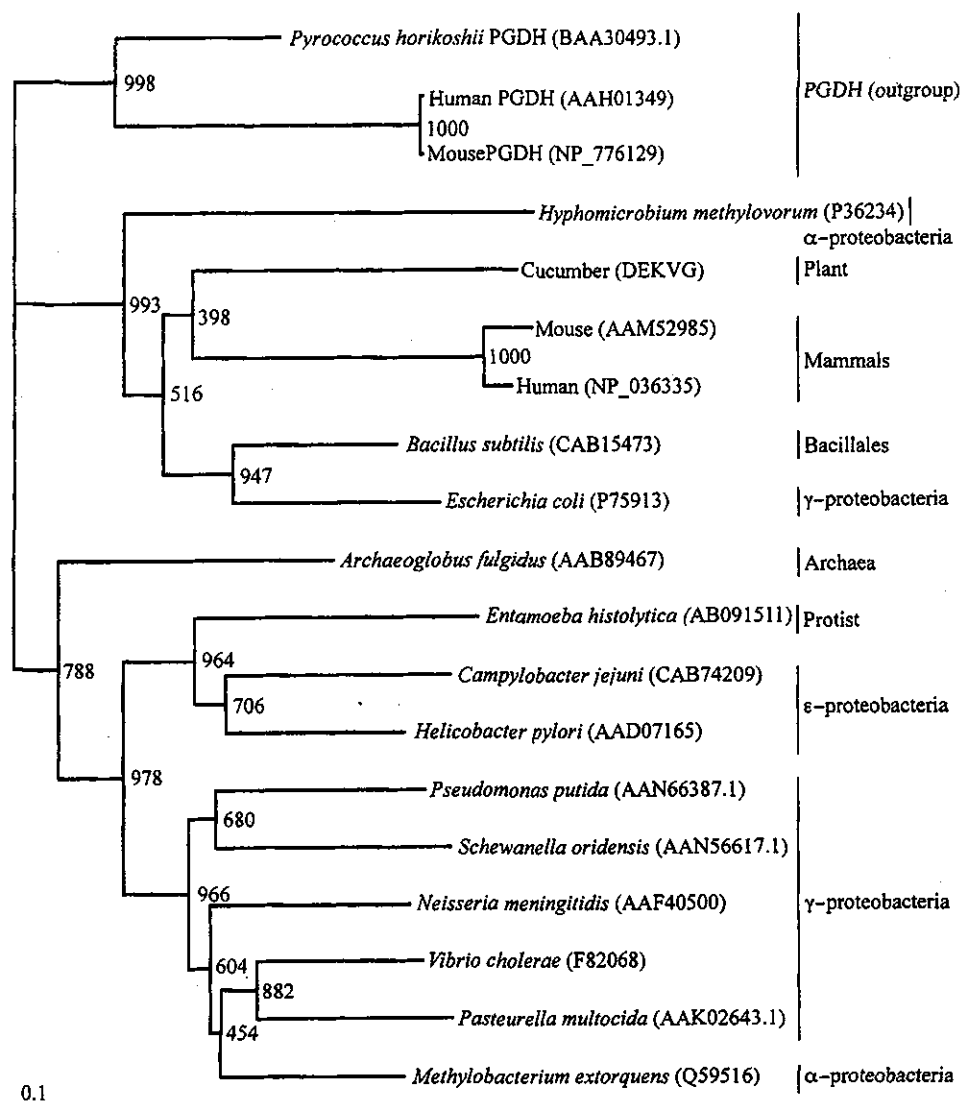 Pyrococcus horikoshii PGDH (BAA30493.1)
998
Human PGDH (AAH01349)
PGDH (outgroup)
1000
MousePGDH (NP_776129)
Hyphomicrobium methylovorum (P36234)
α-proteobacteria
Cucumber (DEKVG)
Plant
993
398
Mouse (AAM52985)
1000
Mammals
Human (NP_036335)
516
Bacillus subtilis (CAB15473)
Bacillales
947
Escherichia coli (P75913)
γ-proteobacteria
Archaeoglobus fulgidus (AAB89467)
Archaea
Entamoeba histolytica (AB091511)
Protist
788
964
Campylobacter jejuni (CAB74209)
706
ε-proteobacteria
Helicobacter pylori (AAD07165)
978
Pseudomonas putida (AAN66387.1)
680
Schewanella oridensis (AAN56617.1)
966
Neisseria meningitidis (AAF40500)
γ-proteobacteria
604
Vibrio cholerae (F82068)
882
Pasteurella multocida (AAK02643.1)
454
Methylobacterium extorquens (Q59516)
α-proteobacteria
0.1